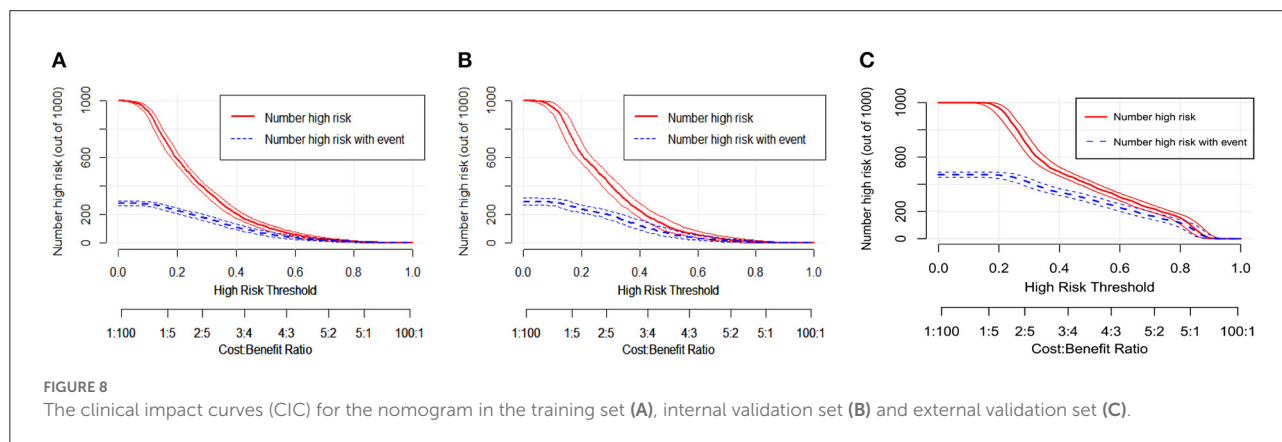 A
Number high risk (out of 1000)
1000
600
200
0
Number high risk
Number high risk with event
0.0 0.2 0.4 0.6 0.8 1.0
High Risk Threshold
1:100 1:5 2:5 3:4 4:3 5:2 5:1 100:1
Cost:Benefit Ratio
B
Number high risk (out of 1000)
1000
600
200
0
Number high risk
Number high risk with event
0.0 0.2 0.4 0.6 0.8 1.0
High Risk Threshold
1:100 1:5 2:5 3:4 4:3 5:2 5:1 100:1
Cost:Benefit Ratio
C
Number high risk (out of 1000)
1000
600
200
0
Number high risk
Number high risk with event
0.0 0.2 0.4 0.6 0.8 1.0
High Risk Threshold
1:100 1:5 2:5 3:4 4:3 5:2 5:1 100:1
Cost:Benefit Ratio
FIGURE 8
The clinical impact curves (CIC) for the nomogram in the training set (A), internal validation set (B) and external validation set (C).